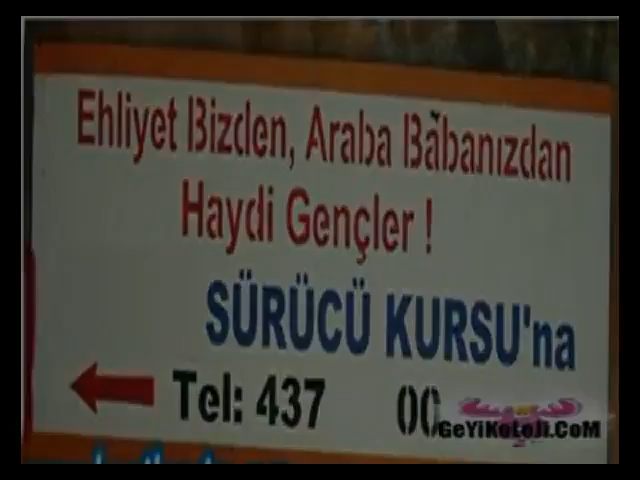 Ehliyet Bizden, Araba Babanızdan
Haydi Gençler !
SÜRÜCÜ KURSU'na
Tel: 437 00
GeYiKoLoJi.CoM